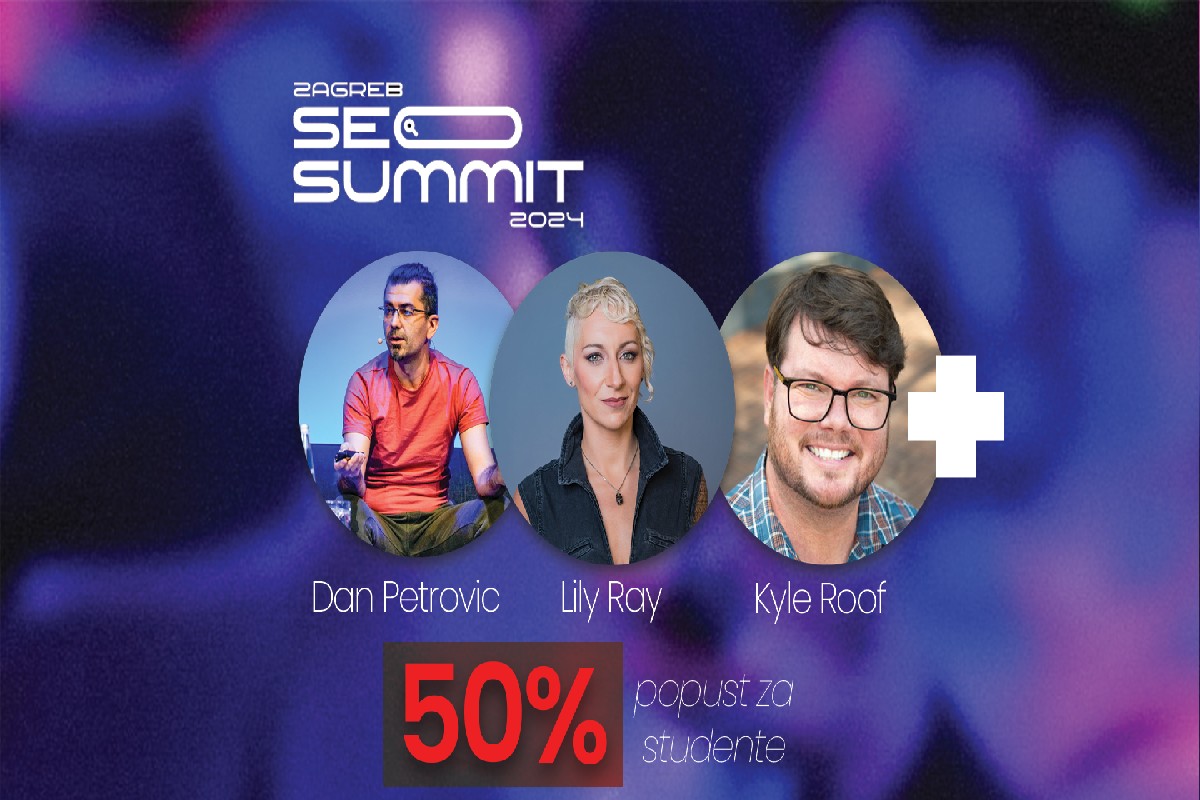 ZAGREB
SEO
SUMMIT
2024
Dan Petrovic
Lily Ray
Kyle Roof
50%
popust za
studente